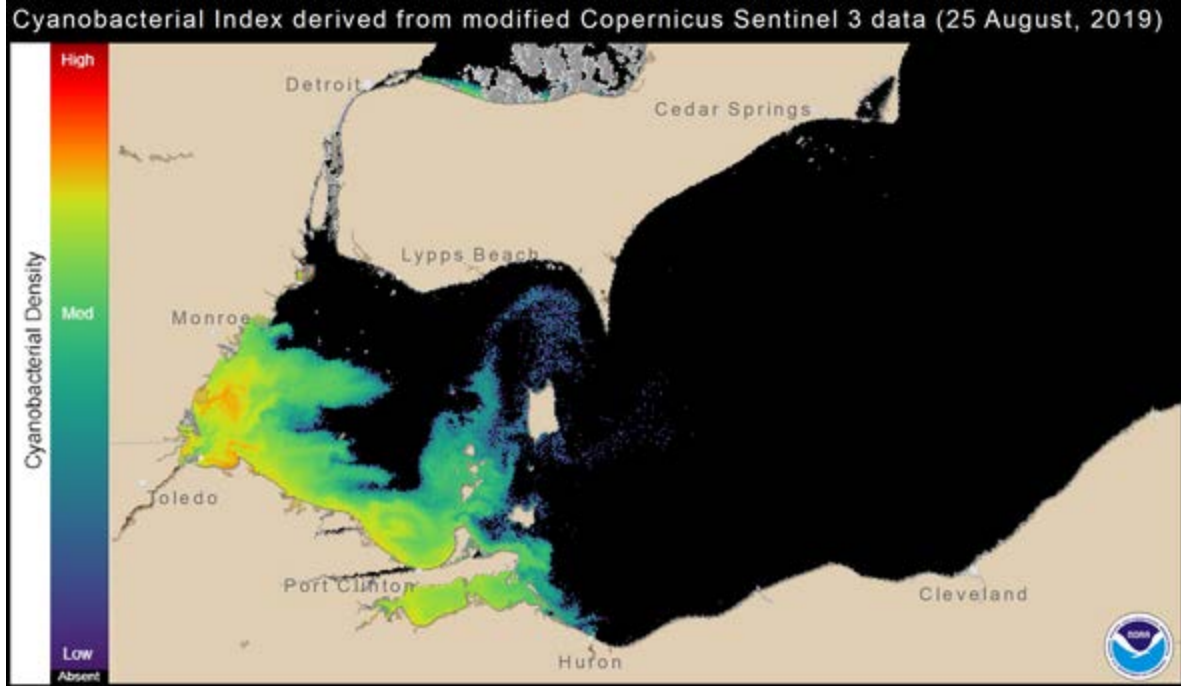 Cyanobacterial Index derived from modified Copernicus Sentinel 3 data (25 August, 2019)
High
Detroit
Cedar Springs
Lypps Beach
Cyanobacterial Density
Med
Monroe
Toledo
Port Clinton
Cleveland
Low
Huron
Absent
NOAA